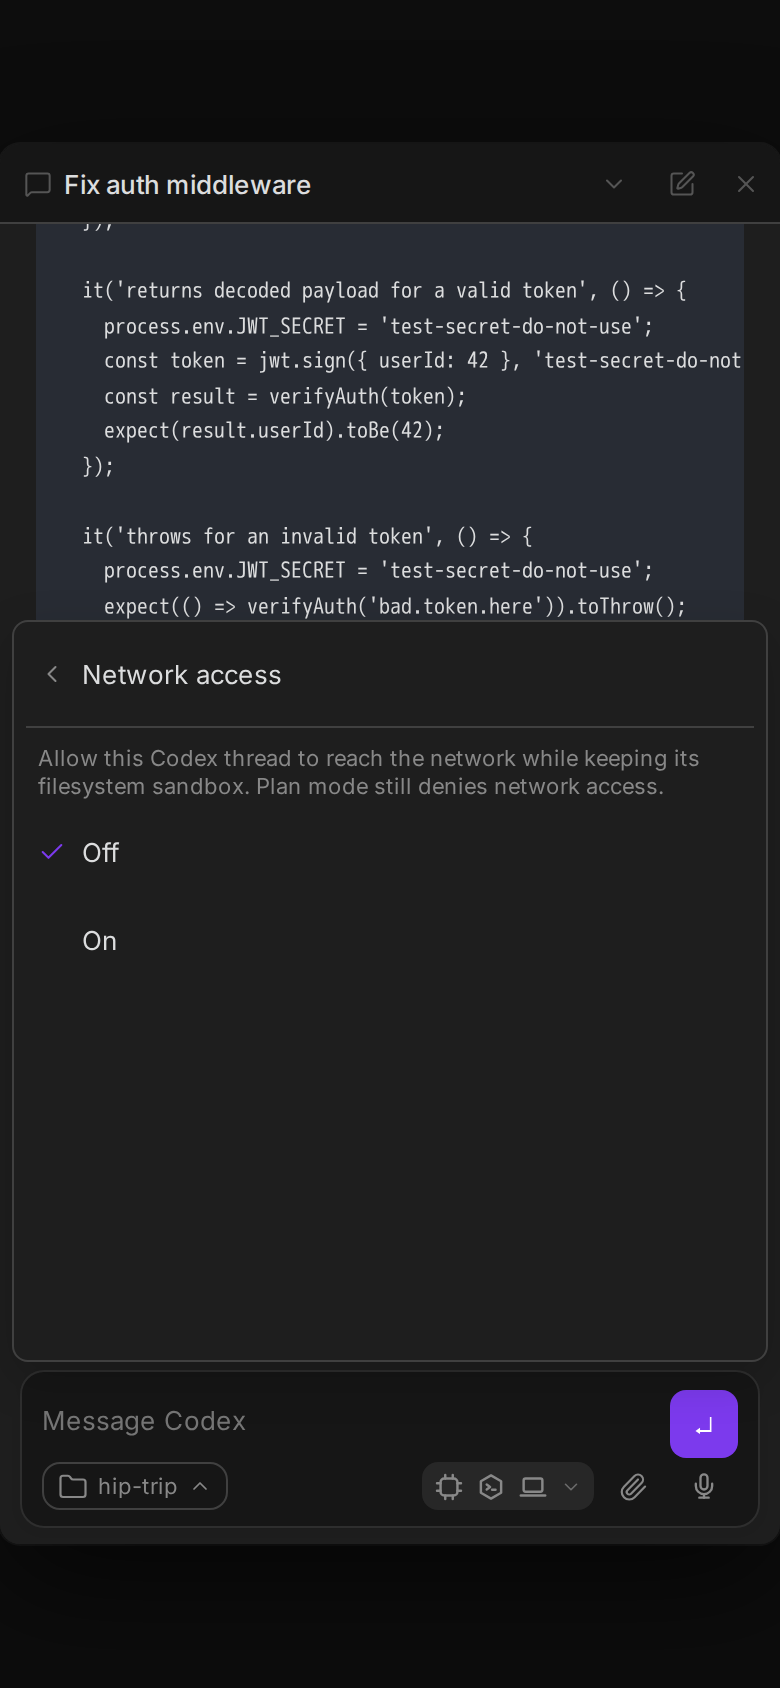 Fix auth middleware
});
it('returns decoded payload for a valid token', () => {
process.env.JWT_SECRET = 'test-secret-do-not-use';
const token = jwt.sign({ userId: 42 }, 'test-secret-do-not
const result = verifyAuth(token);
expect(result.userId).toBe(42);
});
it('throws for an invalid token', () => {
process.env.JWT_SECRET = 'test-secret-do-not-use';
expect(() => verifyAuth('bad.token.here')).toThrow();
Network access
Allow this Codex thread to reach the network while keeping its
filesystem sandbox. Plan mode still denies network access.
Off
On
Message Codex
hip-trip